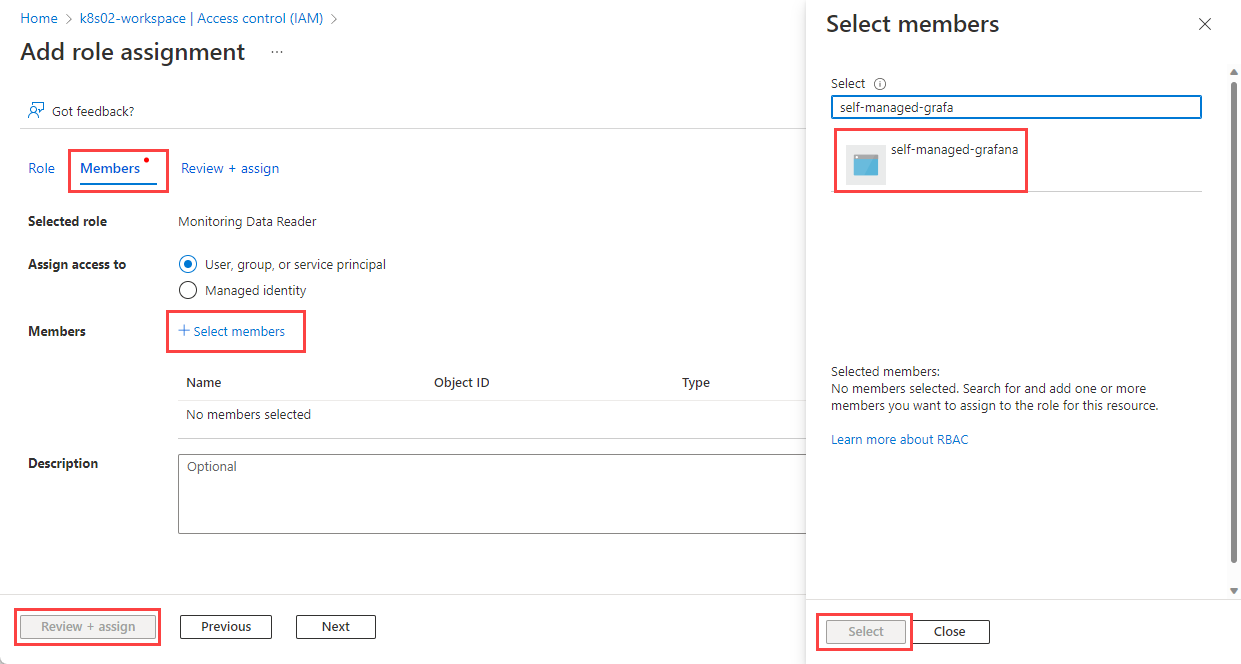 Home > k8s02-workspace | Access control (IAM) >
Add role assignment ...
Got feedback?
Role Members Review + assign
Selected role Monitoring Data Reader
Assign access to User, group, or service principal
Managed identity
Members + Select members
Name Object ID Type
No members selected
Description Optional
Review + assign Previous Next
Select members
Select
self-managed-grafa
self-managed-grafana
Selected members:
No members selected. Search for and add one or more
members you want to assign to the role for this resource.
Learn more about RBAC
Select Close